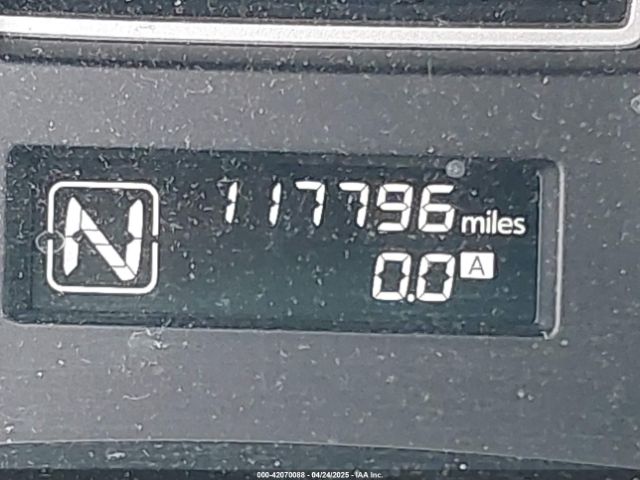 N
117796 miles
0.0 A
000-42070088 - 04/24/2025 - IAA Inc.